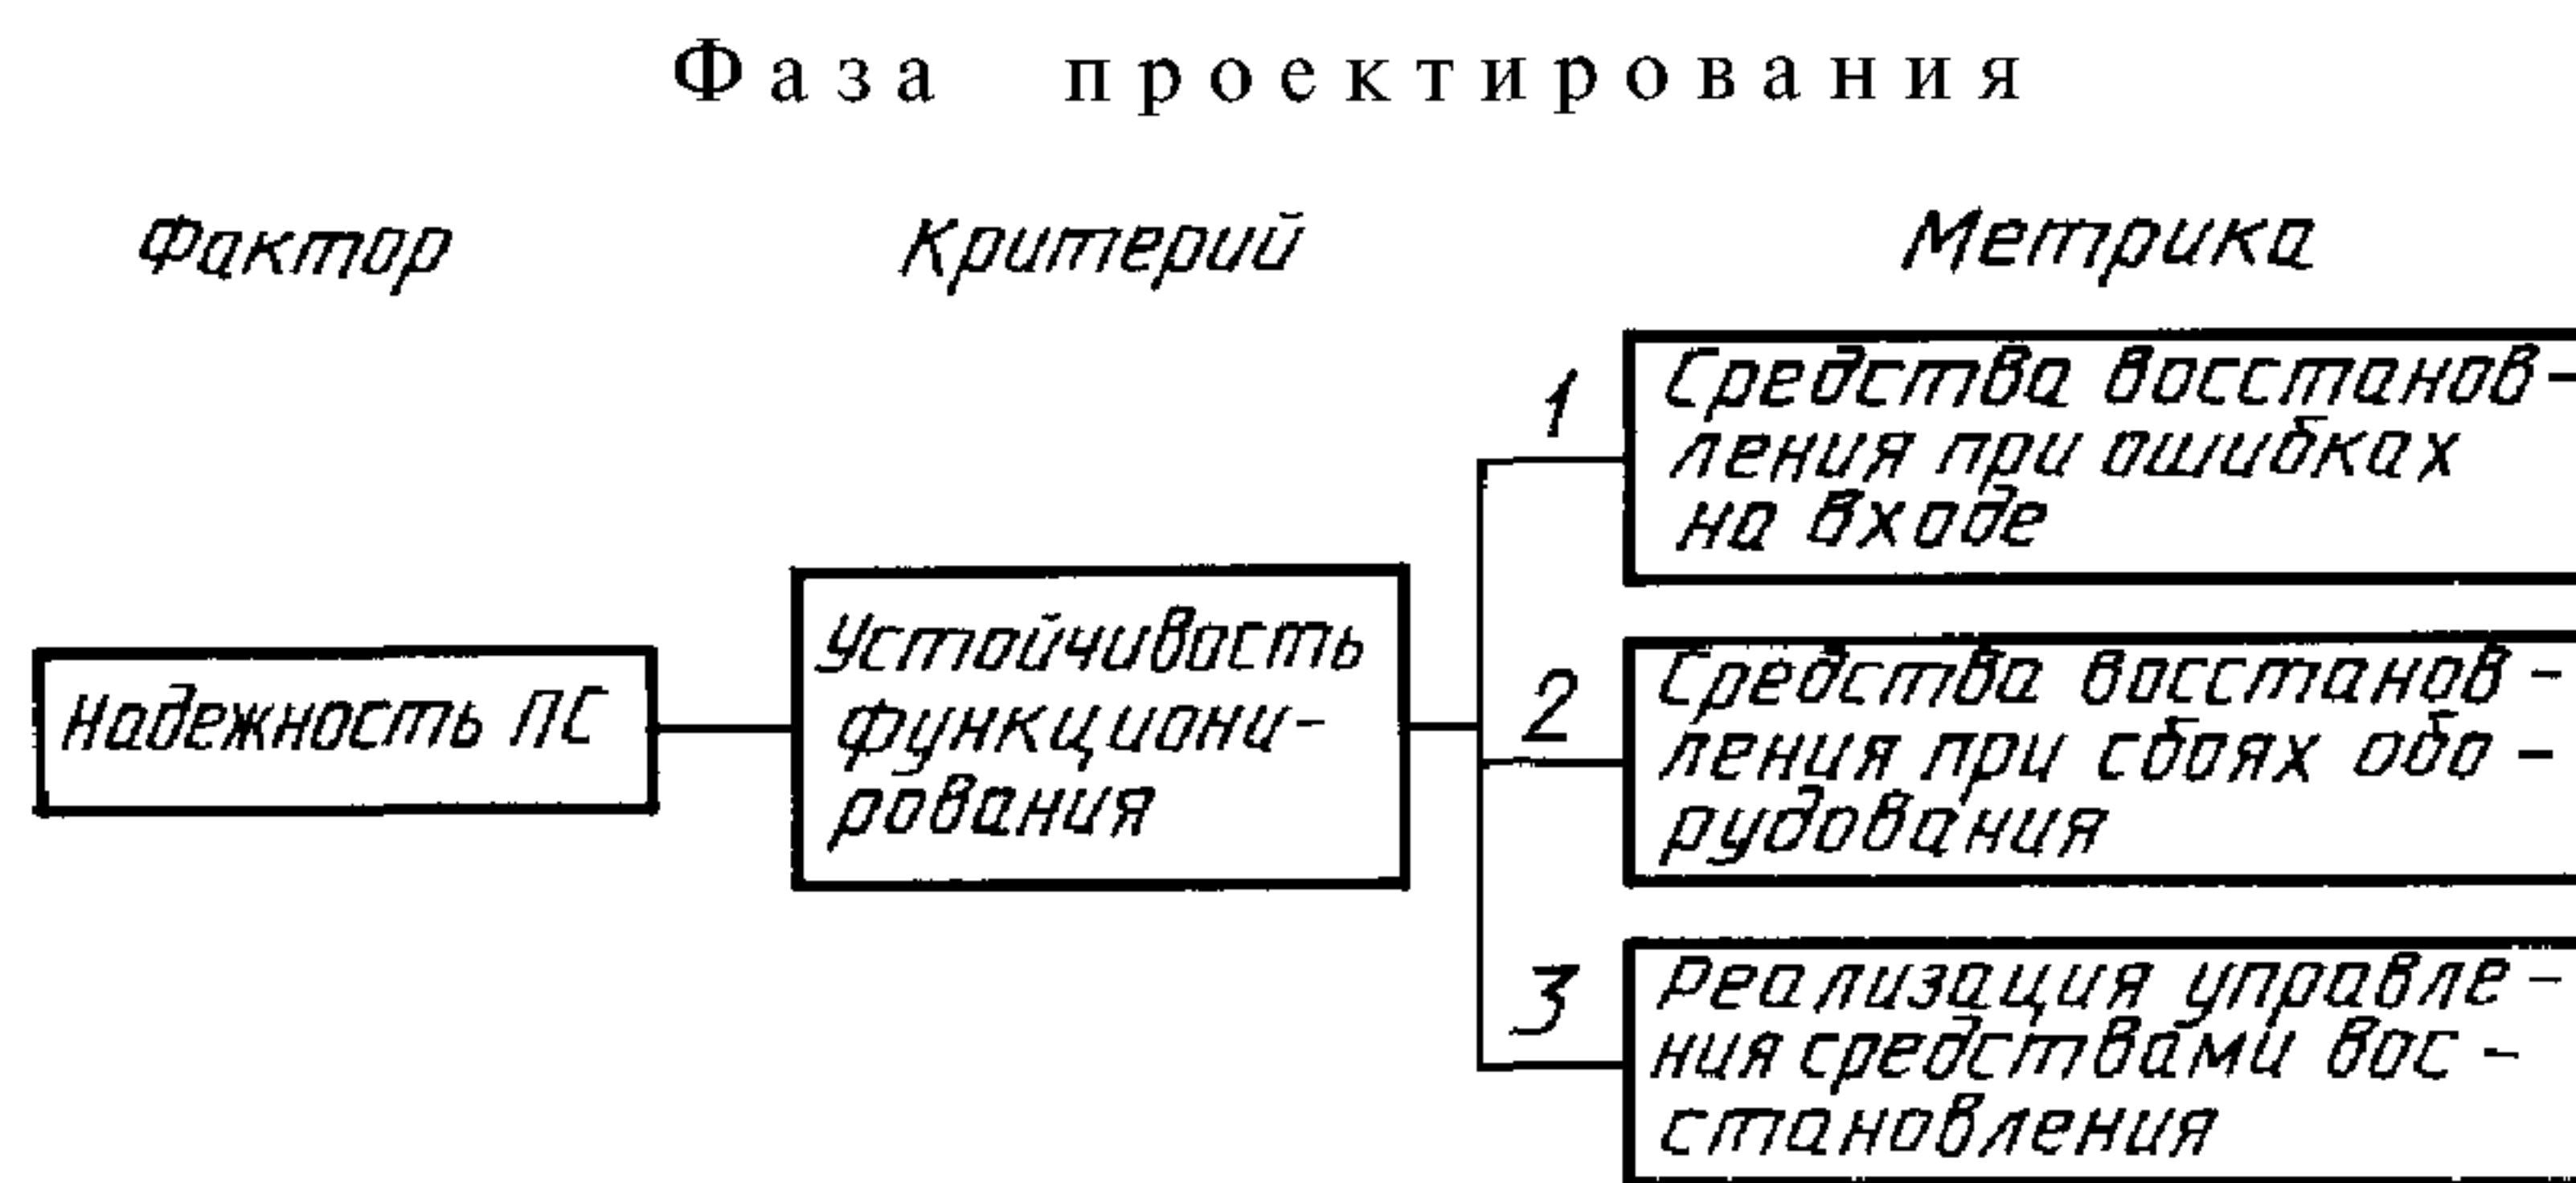 Фаза проектирования
Фактор
Критерий
Метрика
Надежность ПС
Устойчивость
функциони-
рования
1
Средства восстанов-
ления при ошибках
на входе
2
Средства восстанов-
ления при сбоях обо-
рудования
3
Реализация управле-
ния средствами вос-
становления